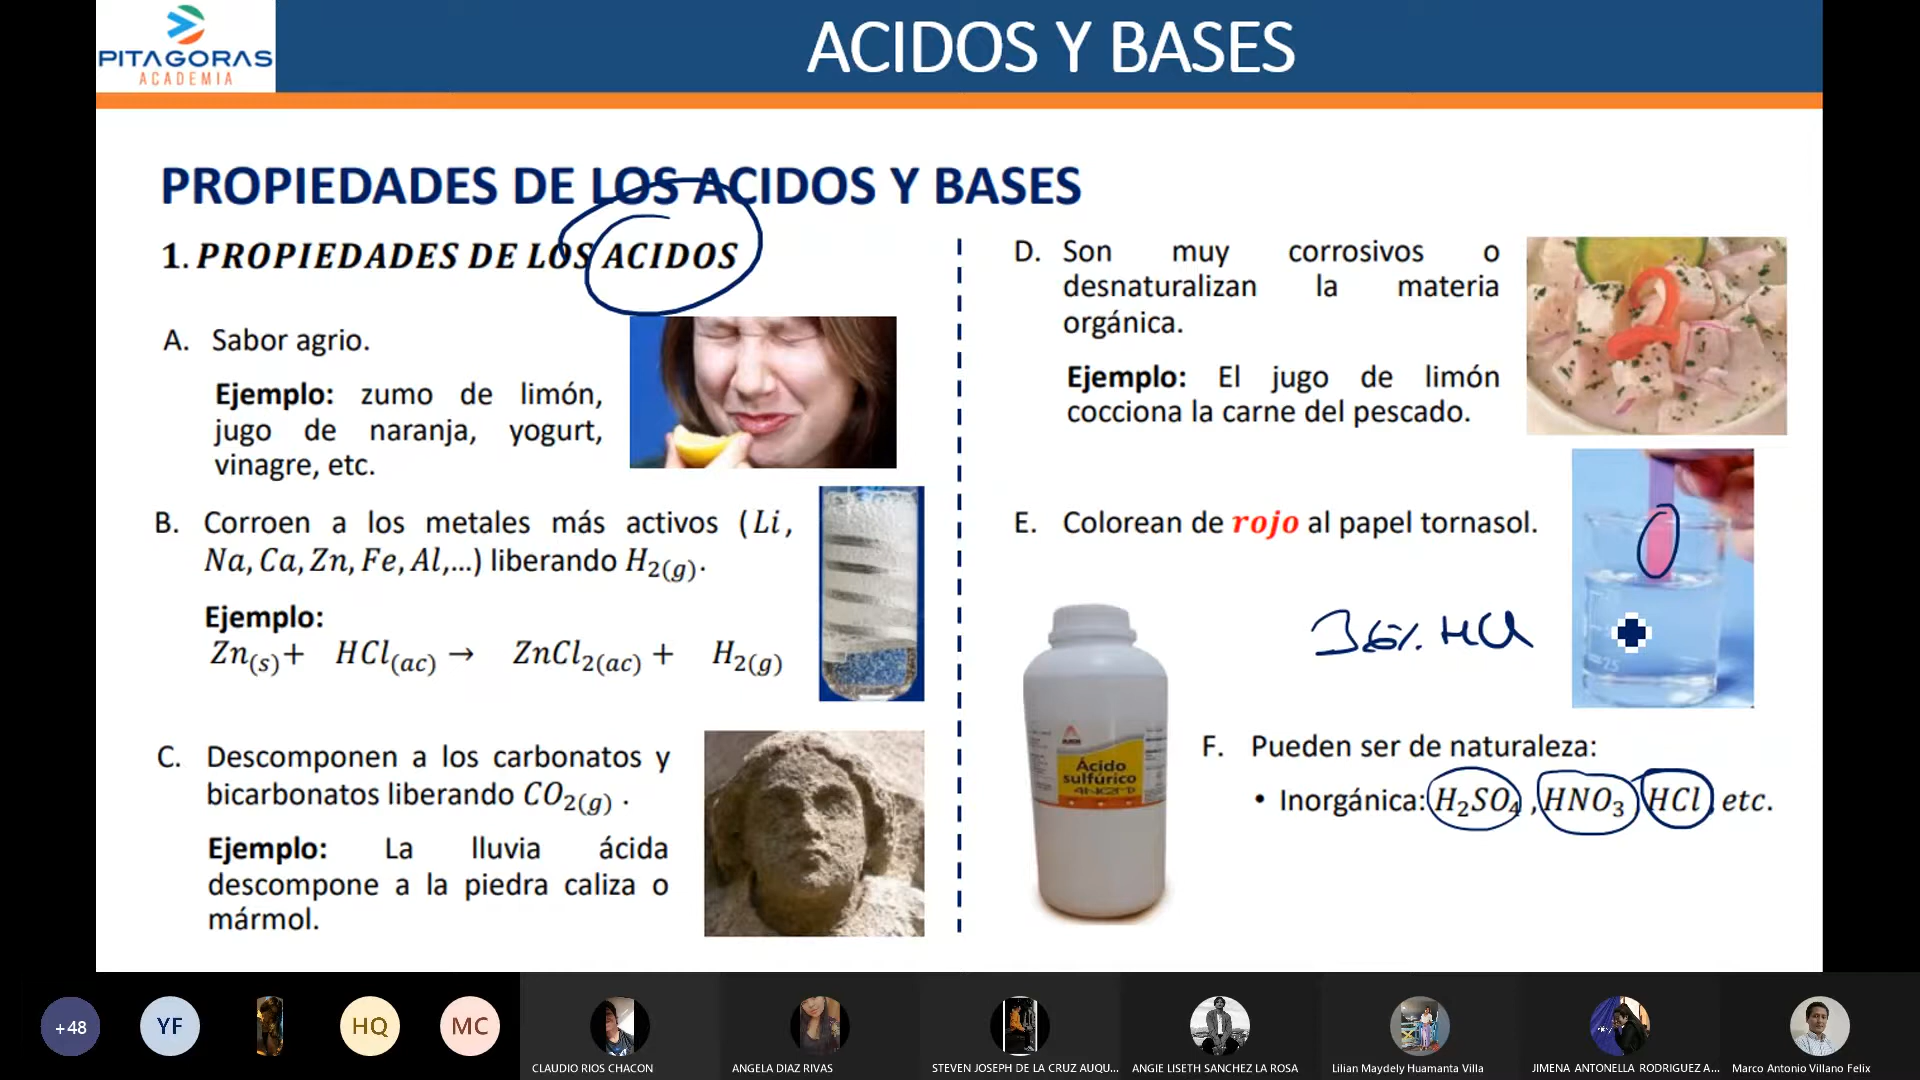 PITAGORAS
ACADEMIA
ACIDOS Y BASES
PROPIEDADES DE LOS ACIDOS Y BASES
1. PROPIEDADES DE LOS ACIDOS
A. Sabor agrio.
Ejemplo: zumo de limón,
jugo de naranja, yogurt,
vinagre, etc.
B. Corroen a los metales más activos (Li,
Na, Ca, Zn, Fe, Al,...) liberando H2(g).
Ejemplo:
Zn(s)+ HCl(ac) → ZnCl2(ac) + H2(g)
C. Descomponen a los carbonatos y
bicarbonatos liberando CO2(g) .
Ejemplo: La lluvia ácida
descompone a la piedra caliza o
mármol.
D. Son muy corrosivos o
desnaturalizan la materia
orgánica.
Ejemplo: El jugo de limón
cocciona la carne del pescado.
E. Colorean de rojo al papel tornasol.
36% HCl
25
Ácido
sulfúrico
F. Pueden ser de naturaleza:
• Inorgánica: H2SO4 , HNO3 HCl, etc.
+48
YF
HQ
MC
CLAUDIO RIOS CHACON
ANGELA DIAZ RIVAS
STEVEN JOSEPH DE LA CRUZ AUQU...
ANGIE LISETH SANCHEZ LA ROSA
Lilian Maydely Huamanta Villa
JIMENA ANTONELLA RODRIGUEZ A...
Marco Antonio Villano Felix